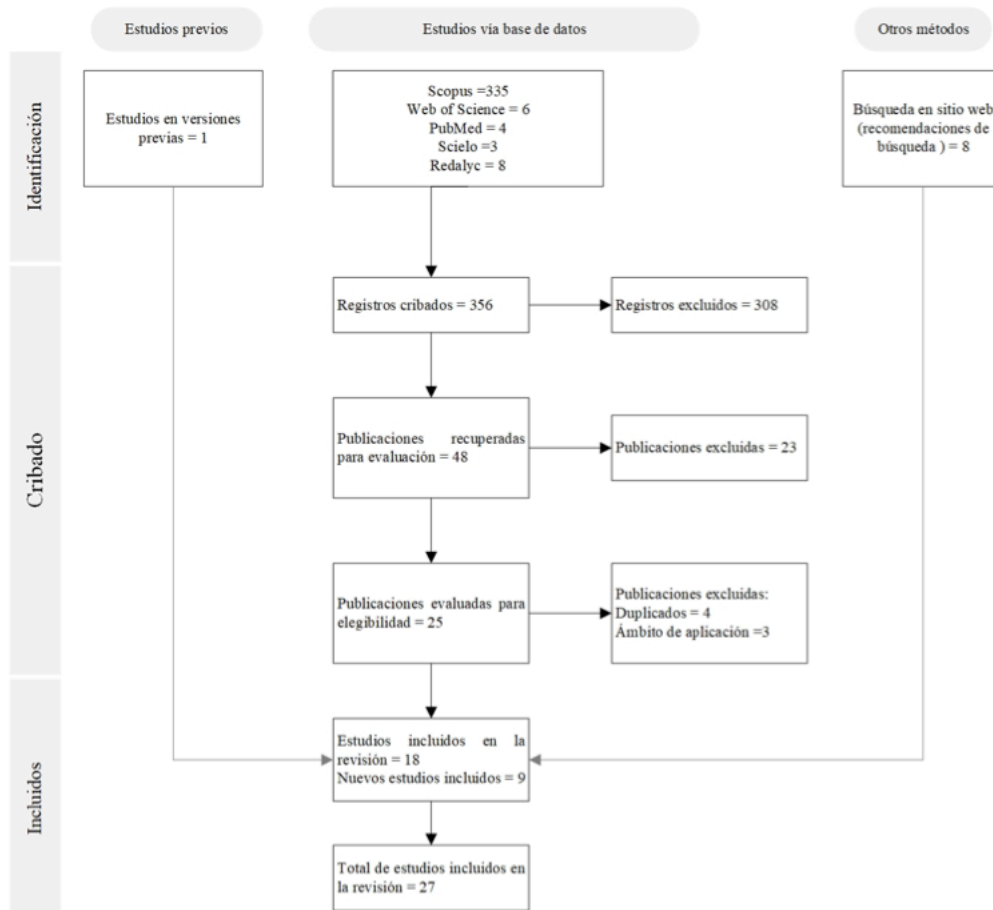 Estudios previos
Estudios vía base de datos
Otros métodos
Identificación
Estudios en versiones
previas = 1
Scopus =335
Web of Science = 6
PubMed = 4
Scielo =3
Redalyc = 8
Búsqueda en sitio web
(recomendaciones de
búsqueda ) = 8
Cribado
Registros cribados = 356
Registros excluidos = 308
Publicaciones recuperadas
para evaluación = 48
Publicaciones excluidas = 23
Publicaciones evaluadas para
elegibilidad = 25
Publicaciones excluidas:
Duplicados = 4
Ámbito de aplicación =3
Incluidos
Estudios incluidos en la
revisión = 18
Nuevos estudios incluidos = 9
Total de estudios incluidos en
la revisión = 27